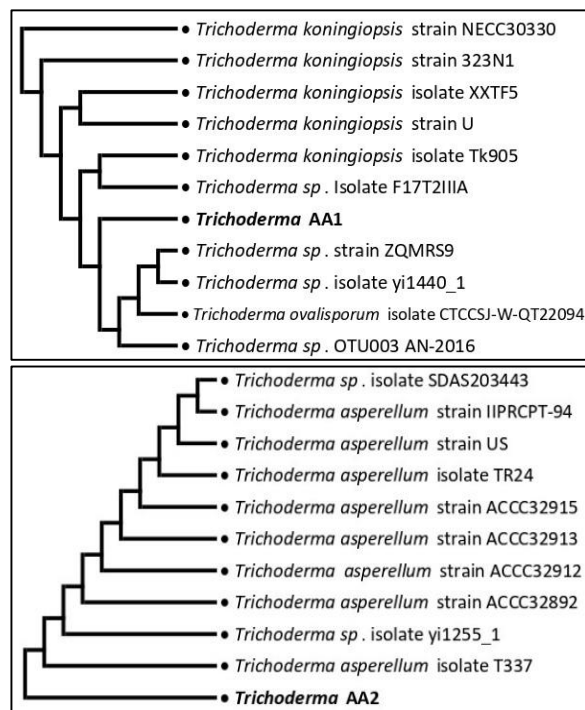 Trichoderma koningiopsis strain NECC30330
Trichoderma koningiopsis strain 323N1
Trichoderma koningiopsis isolate XXTF5
Trichoderma koningiopsis strain U
Trichoderma koningiopsis isolate Tk905
Trichoderma sp. Isolate F17T2IIIA
Trichoderma AA1
Trichoderma sp. strain ZQMRS9
Trichoderma sp. isolate yi1440_1
Trichoderma ovalisporum isolate CTCCSJ-W-QT22094
Trichoderma sp. OTU003 AN-2016
Trichoderma sp. isolate SDAS203443
Trichoderma asperellum strain IIPRCPT-94
Trichoderma asperellum strain US
Trichoderma asperellum isolate TR24
Trichoderma asperellum strain ACCC32915
Trichoderma asperellum strain ACCC32913
Trichoderma asperellum strain ACCC32912
Trichoderma asperellum strain ACCC32892
Trichoderma sp. isolate yi1255_1
Trichoderma asperellum isolate T337
Trichoderma AA2